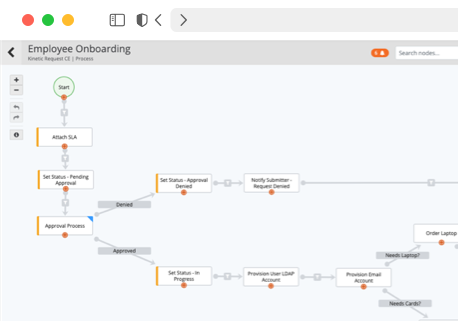 Employee Onboarding
Kinetic Request CE | Process
6
Search nodes...
Start
Attach SLA
Set Status - Pending
Approval
Set Status - Approval
Denied
Notify Submitter -
Request Denied
Denied
Approval Process
Order Laptop
Approved
Needs Laptop?
Set Status - In
Progress
Provision User LDAP
Account
Provision Email
Account
Needs Cards?